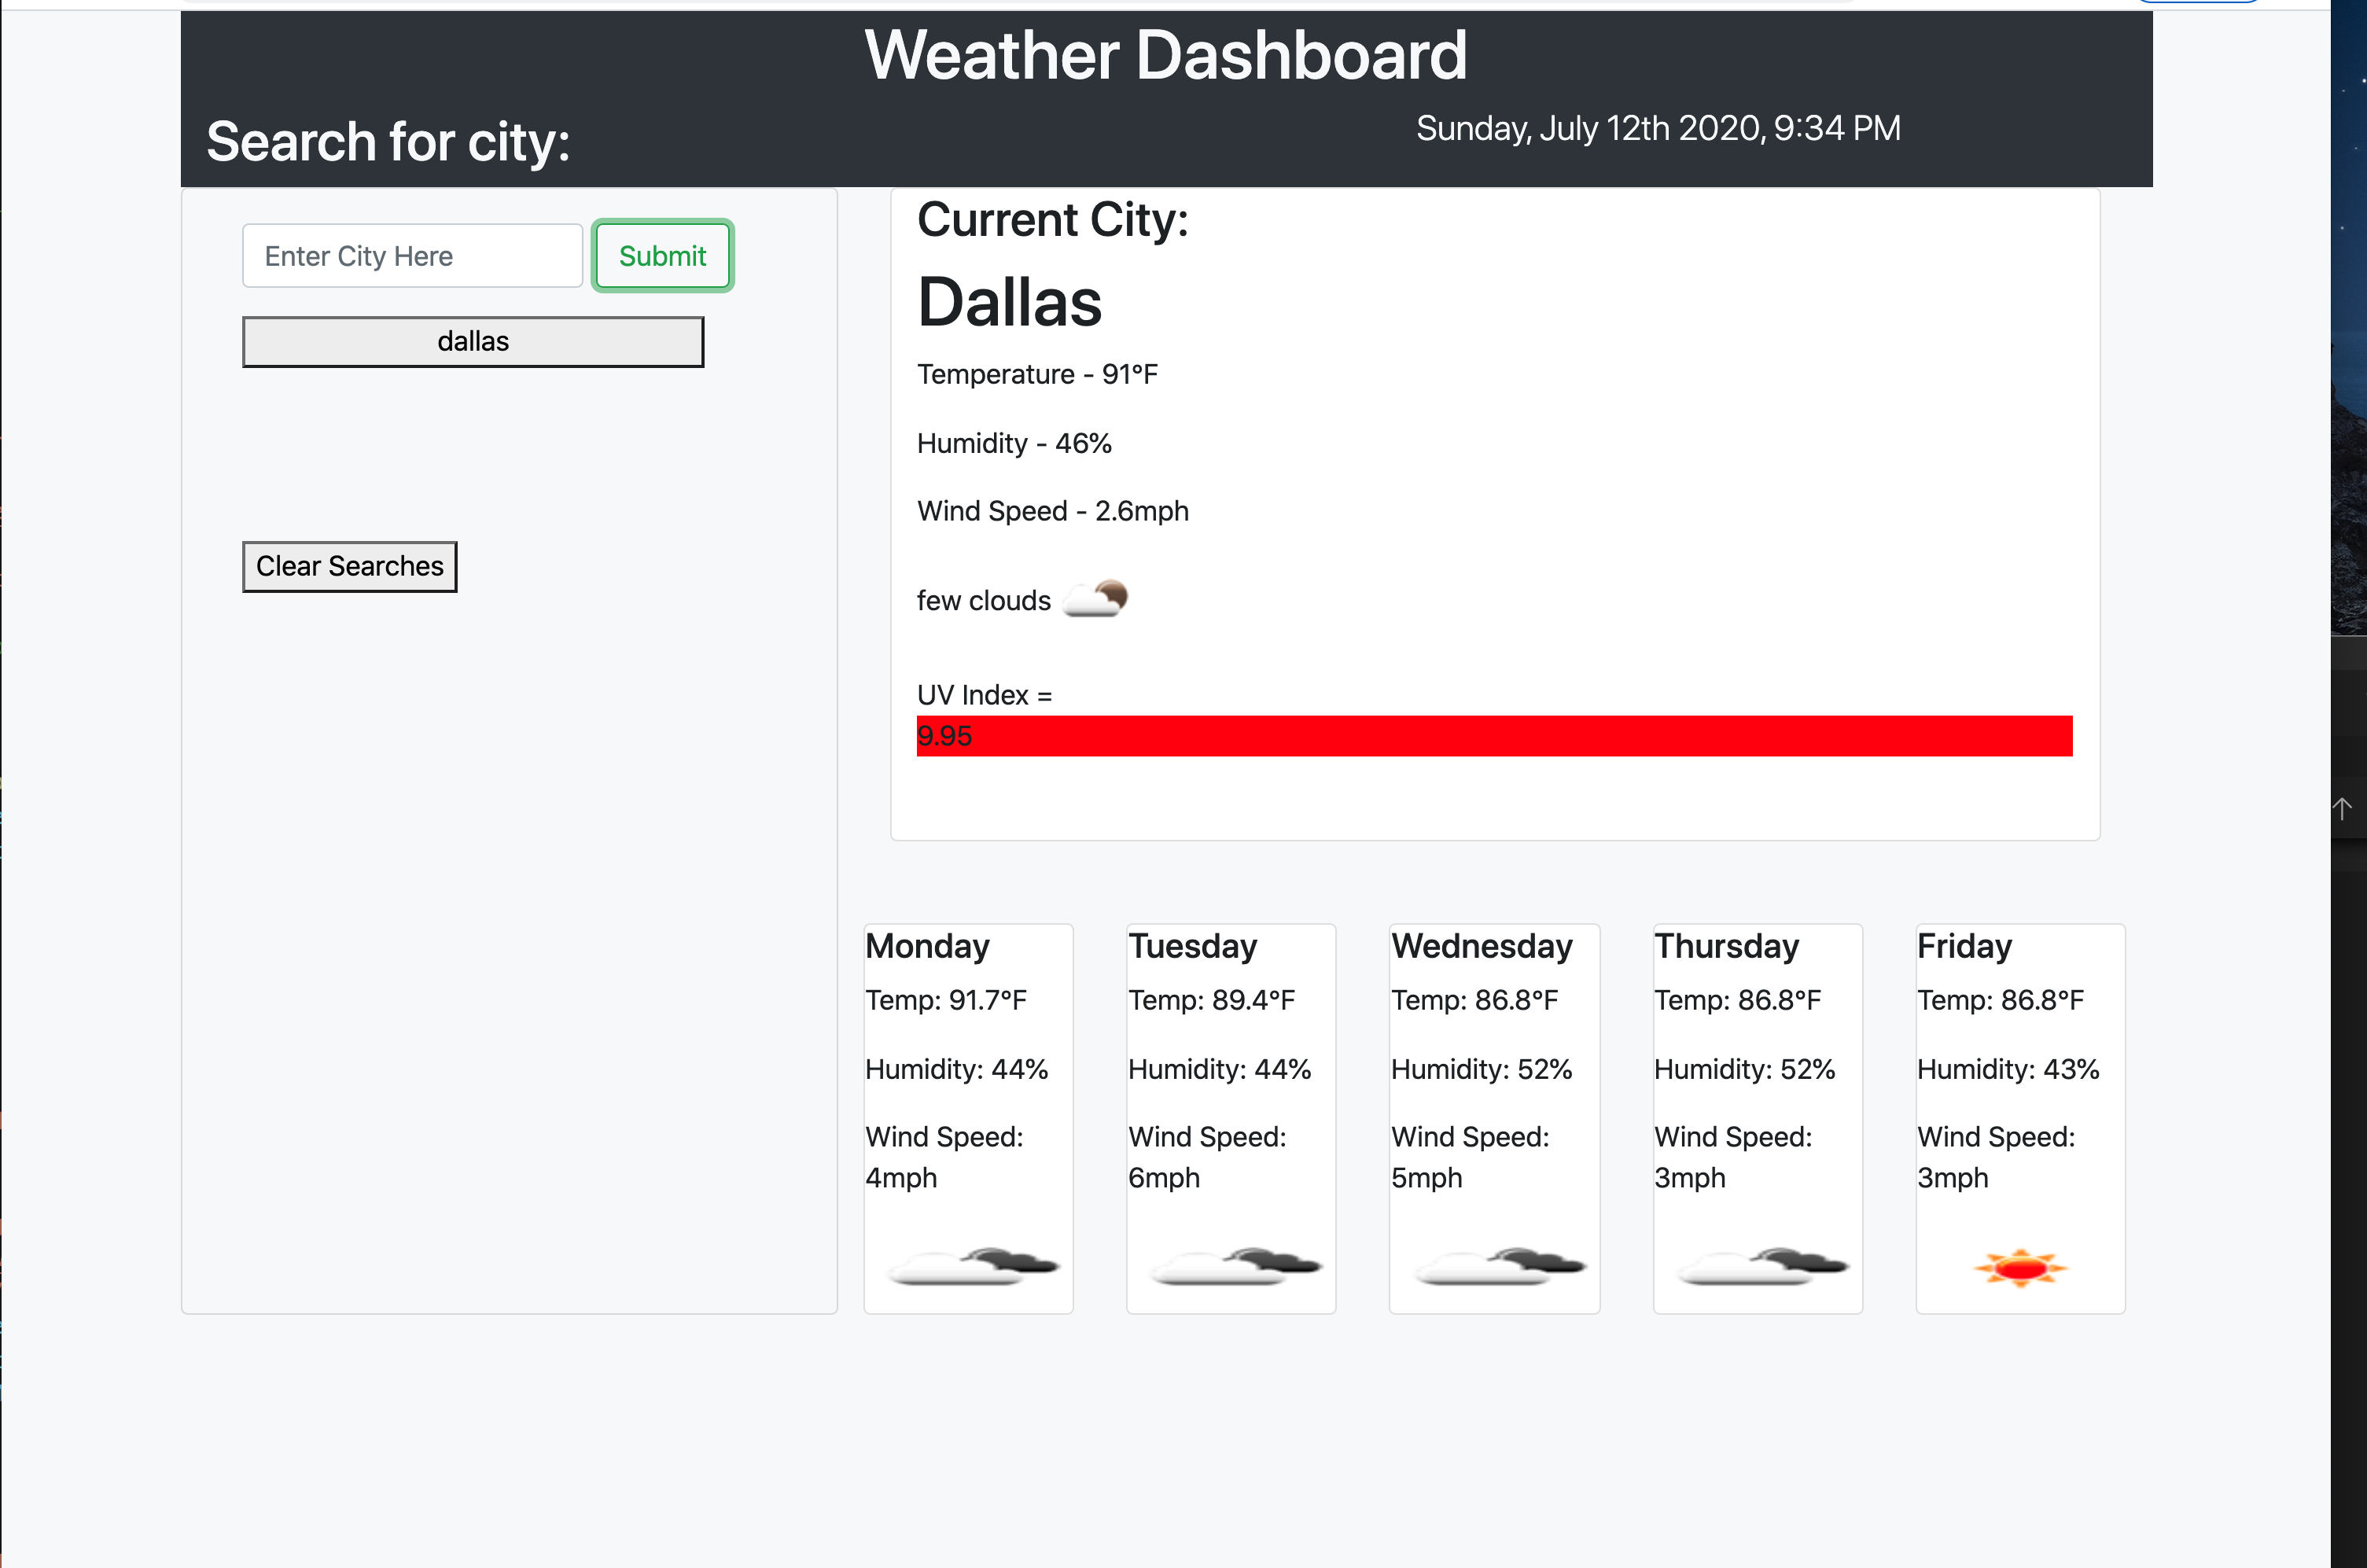 Weather Dashboard
Search for city:
Sunday, July 12th 2020, 9:34 PM
Enter City Here
Submit
dallas
Clear Searches
Current City:
Dallas
Temperature - 91°F
Humidity - 46%
Wind Speed - 2.6mph
few clouds
UV Index =
9.95
Monday
Temp: 91.7°F
Humidity: 44%
Wind Speed:
4mph
Tuesday
Temp: 89.4°F
Humidity: 44%
Wind Speed:
6mph
Wednesday
Temp: 86.8°F
Humidity: 52%
Wind Speed:
5mph
Thursday
Temp: 86.8°F
Humidity: 52%
Wind Speed:
3mph
Friday
Temp: 86.8°F
Humidity: 43%
Wind Speed:
3mph